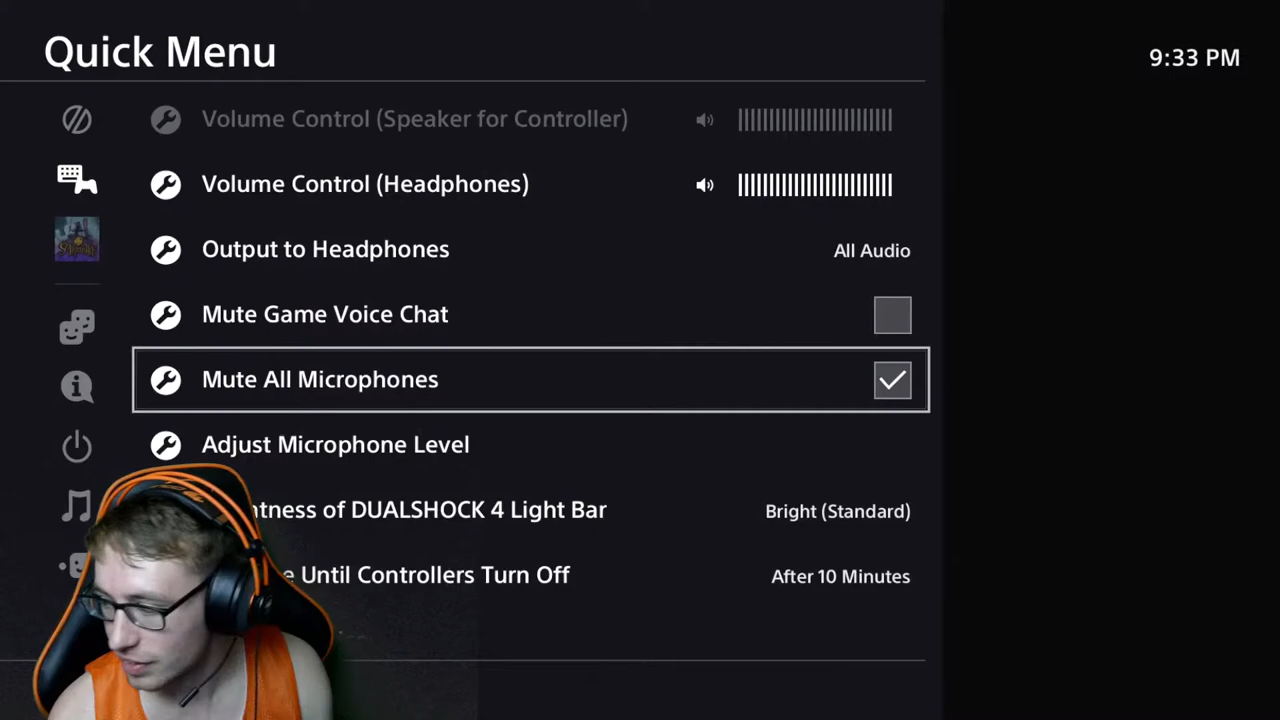 Quick Menu
9:33 PM
Volume Control (Speaker for Controller)
Volume Control (Headphones)
Output to Headphones All Audio
Mute Game Voice Chat
Mute All Microphones
Adjust Microphone Level
of DUALSHOCK 4 Light Bar Bright (Standard)
Until Controllers Turn Off After 10 Minutes